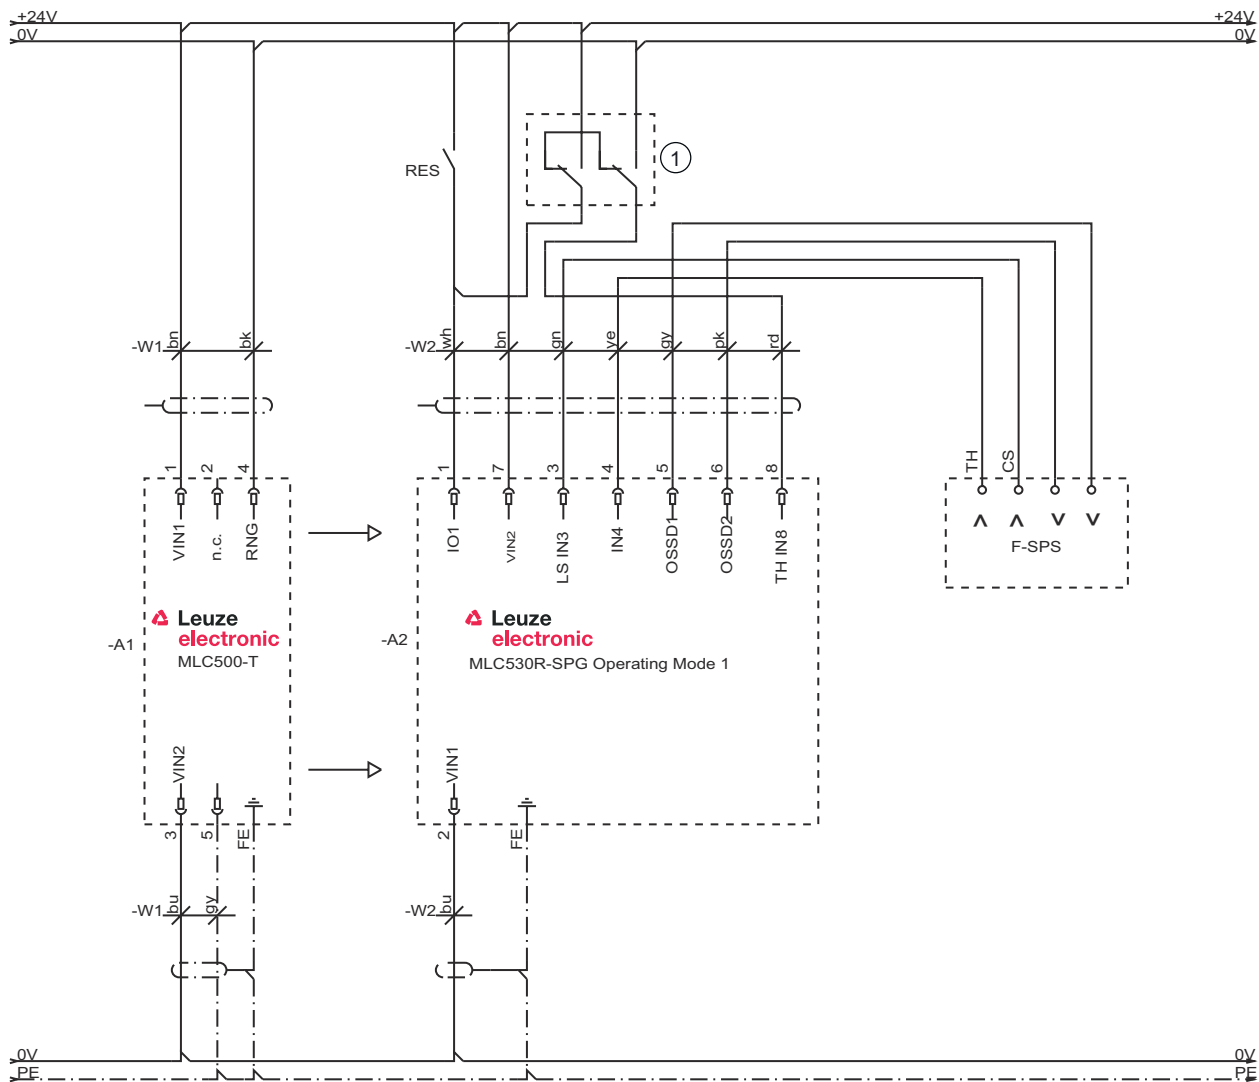 +24V +24V
0V 0V
1
RES
-W1 bn bk
-W2 wh bn gn ye gy pk rd
1 2 4
1 7 3 4 5 6 8
TH CS
VIN1 n.c. RNG
IO1 VIN2 LS IN3 IN4 OSSD1 OSSD2 TH IN8
F-SPS
Leuze
electronic
MLC500-T
-A1
Leuze
electronic
MLC530R-SPG Operating Mode 1
-A2
VIN2
VIN1
3 5 FE
2 FE
-W1 bu gy
-W2 bu
0V 0V
PE PE